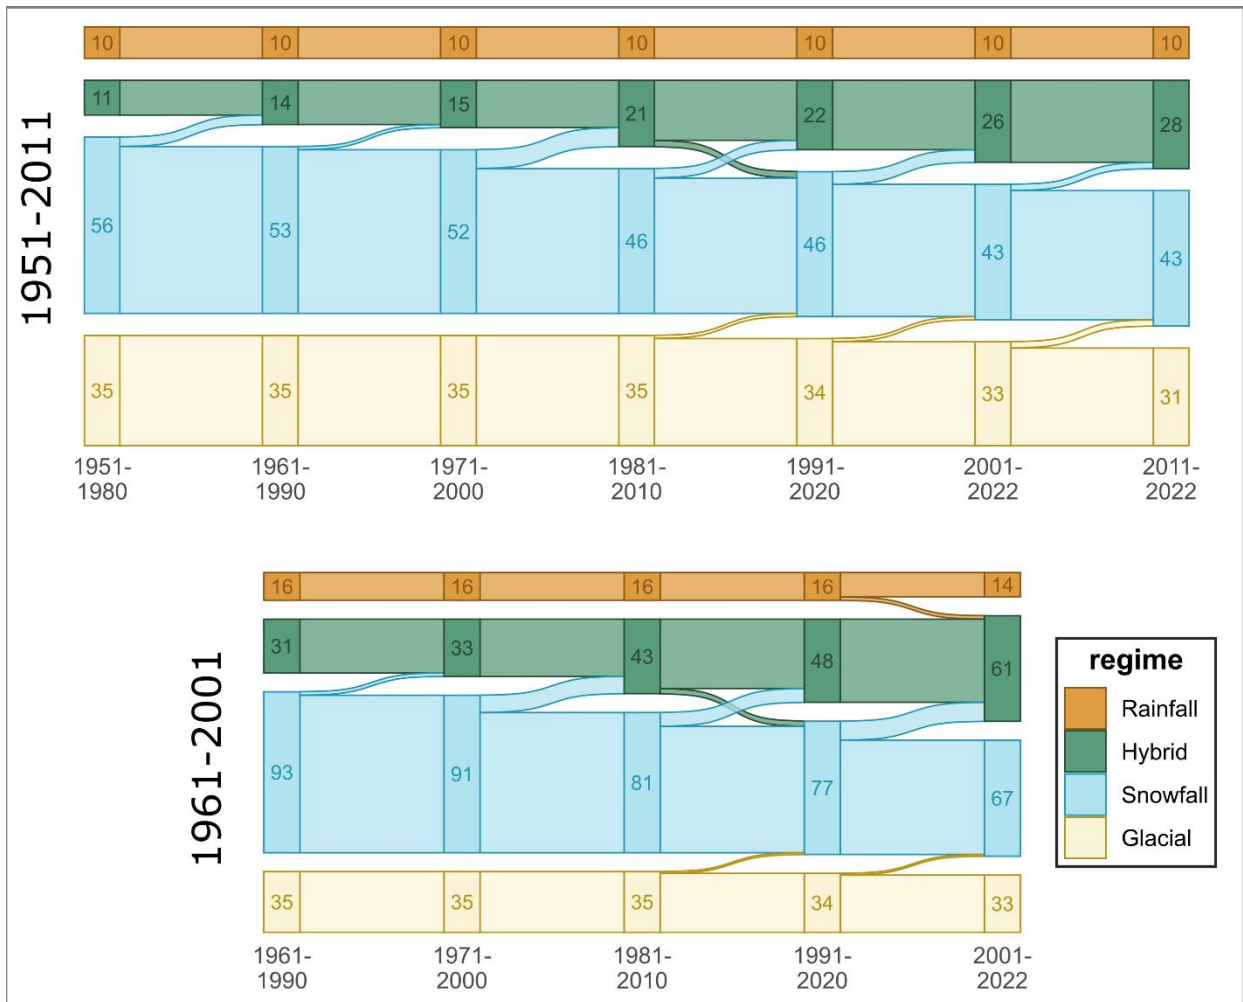 1951-2011
10 10 10 10 10 10 10
11 14 15 21 22 26 28
56 53 52 46 46 43 43
35 35 35 35 34 33 31
1951- 1961- 1971- 1981- 1991- 2001- 2011-
1980 1990 2000 2010 2020 2022 2022
1961-2001
16 16 16 16 14
31 33 43 48 61
93 91 81 77 67
35 35 35 34 33
1961- 1971- 1981- 1991- 2001-
1990 2000 2010 2020 2022
regime
Rainfall
Hybrid
Snowfall
Glacial